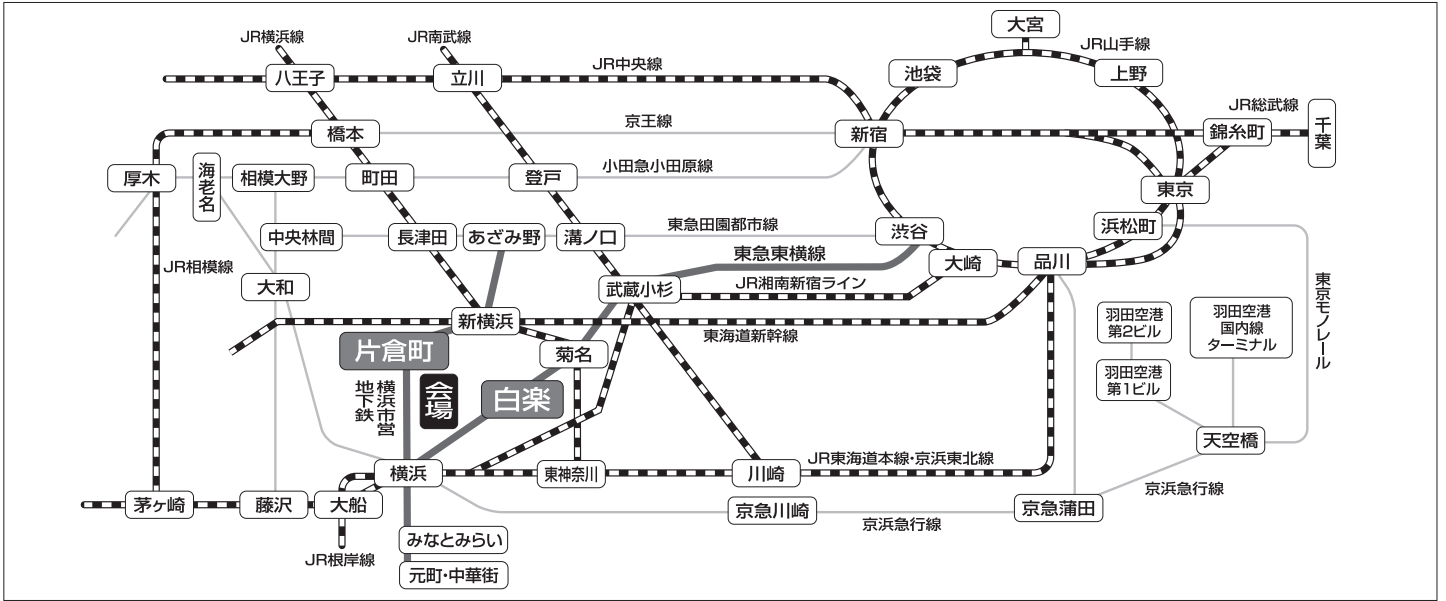 大宮
JR横浜線
JR南武線
JR山手線
JR中央線
池袋
上野
八王子
立川
JR総武線
京王線
橋本
新宿
錦糸町
千葉
小田急小田原線
厚木
海老名
相模大野
町田
登戸
東京
東急田園都市線
中央林間
長津田
あざみ野
溝ノ口
渋谷
浜松町
東急東横線
JR相模線
大崎
品川
大和
武蔵小杉
JR湘南新宿ライン
東京モノレール
羽田空港
第2ビル
羽田空港
国内線
ターミナル
新横浜
東海道新幹線
片倉町
菊名
羽田空港
第1ビル
横浜市営
地下鉄
会場
白楽
天空橋
JR東海道本線・京浜東北線
横浜
東神奈川
川崎
京浜急行線
茅ヶ崎
藤沢
大船
京急川崎
京急蒲田
京浜急行線
みなとみらい
JR根岸線
元町・中華街